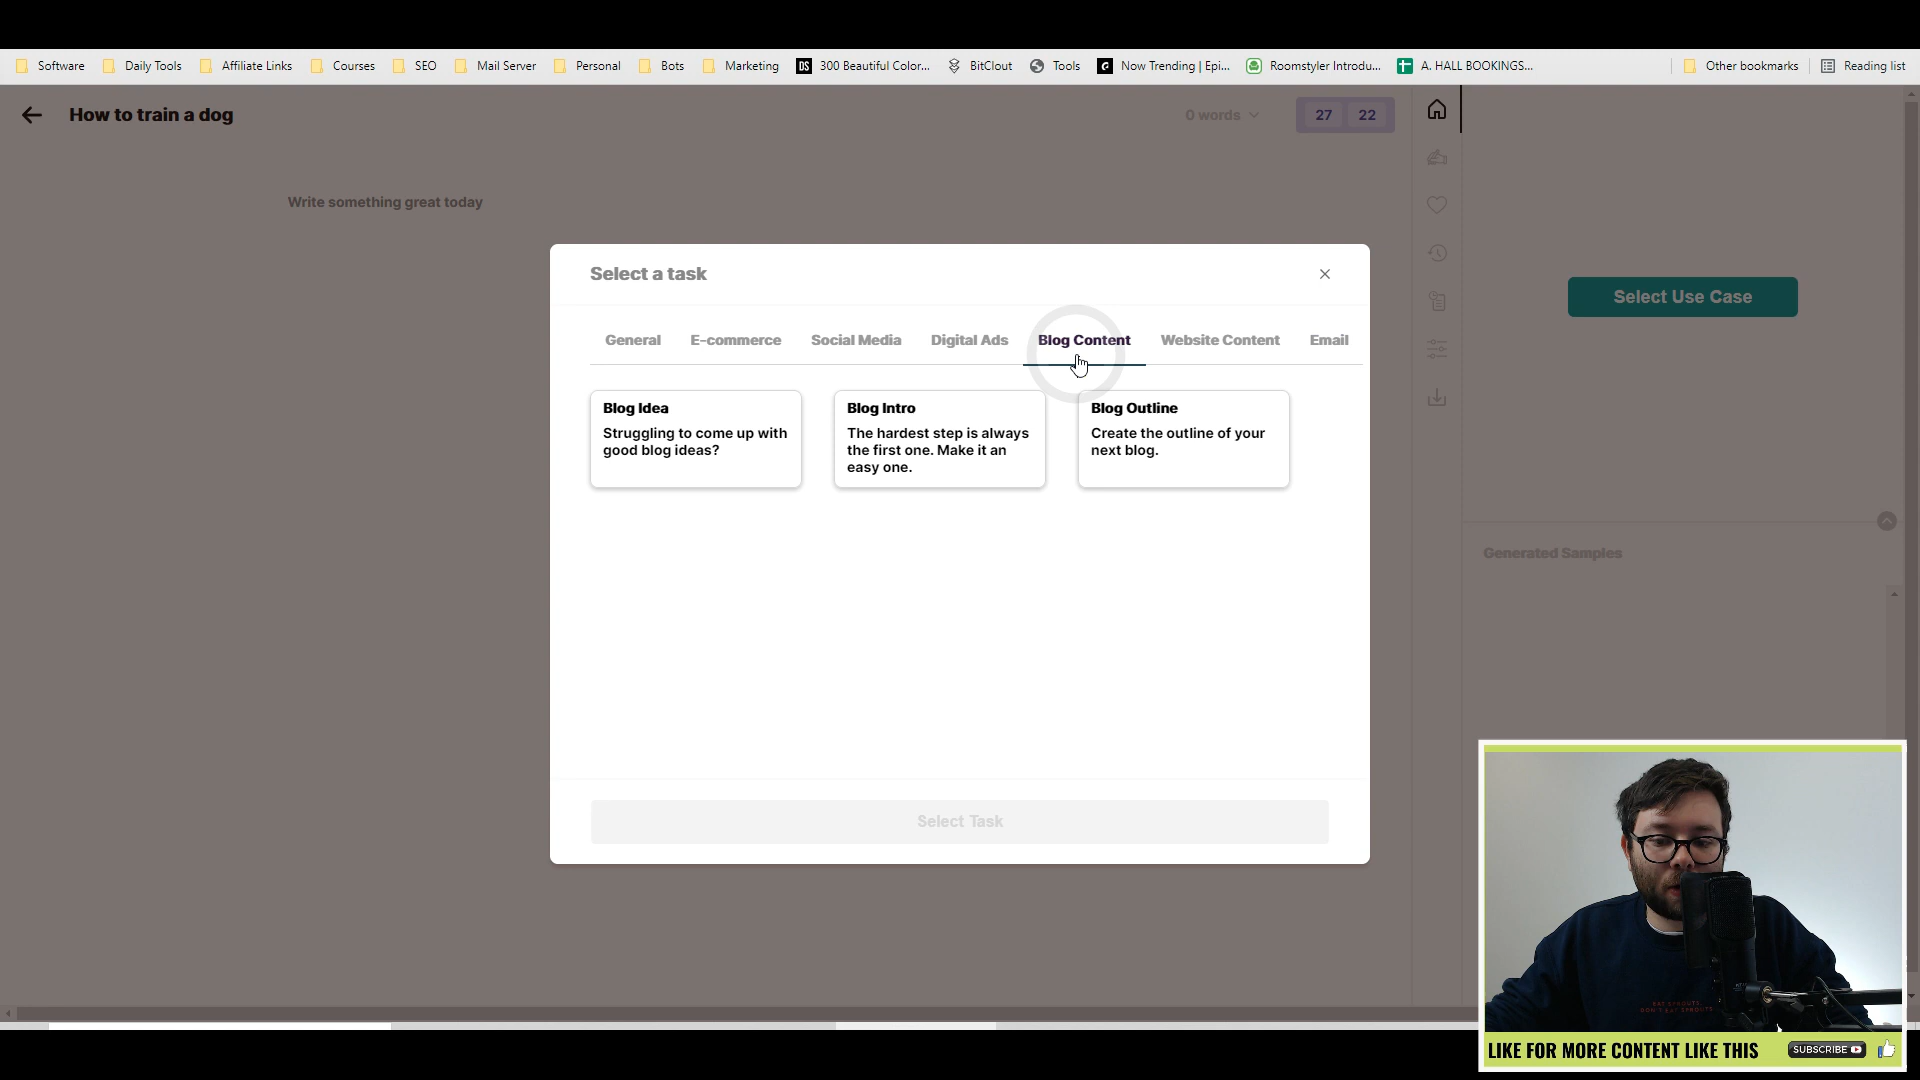 Software Daily Tools Affiliate Links Courses SEO Mail Server Personal Bots Marketing DS 300 Beautiful Color... BitClout Tools Now Trending | Epi... Roomstyler Introdu... A. HALL BOOKINGS... Other bookmarks Reading list
How to train a dog 0 words 27 22
Write something great today
Select a task
Select Use Case
General E-commerce Social Media Digital Ads Blog Content Website Content Email
Blog Idea
Struggling to come up with
good blog ideas?
Blog Intro
The hardest step is always
the first one. Make it an
easy one.
Blog Outline
Create the outline of your
next blog.
Generated Samples
Select Task
LIKE FOR MORE CONTENT LIKE THIS SUBSCRIBE